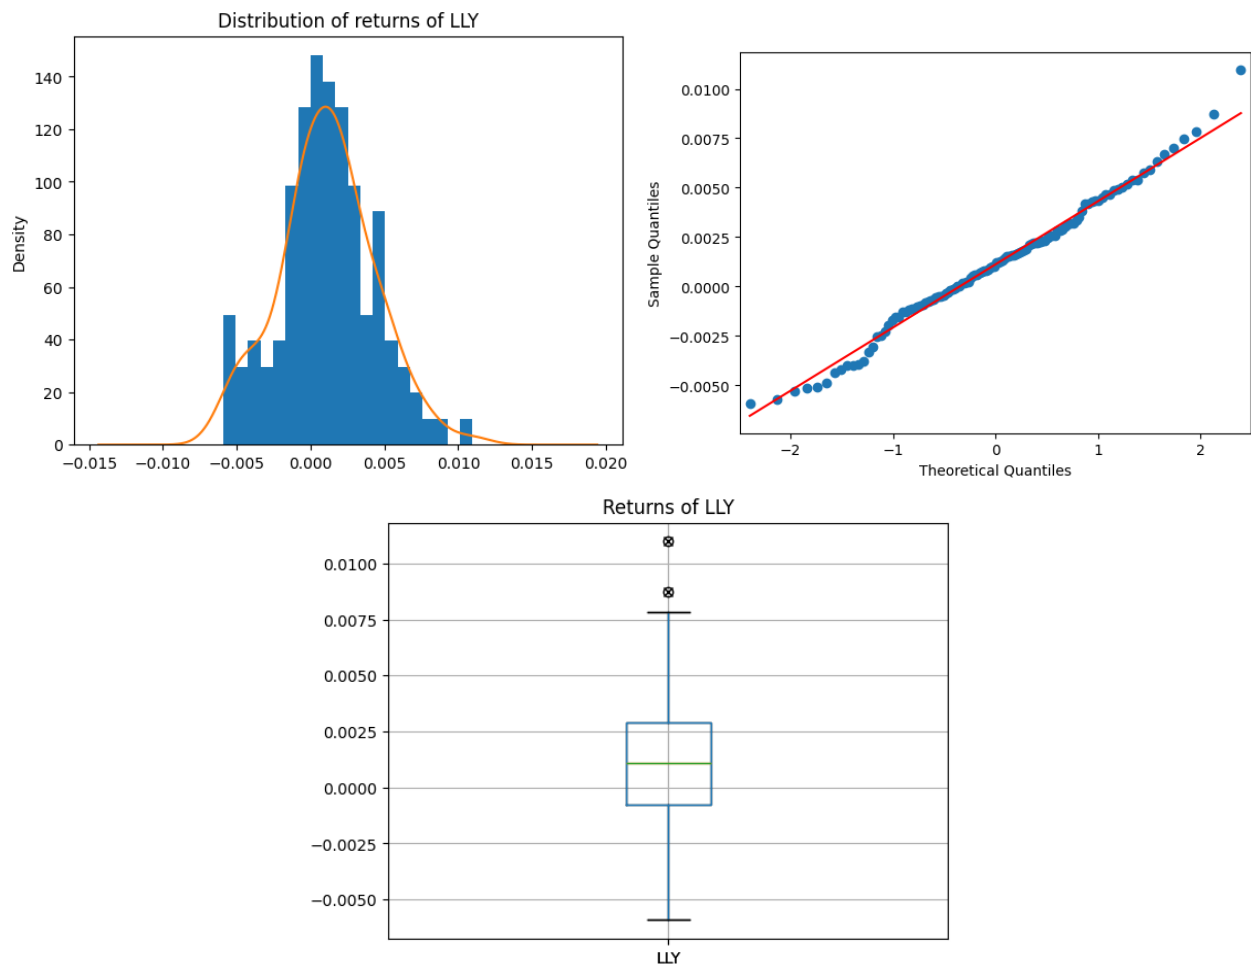 Distribution of returns of LLY
Density
140
120
100
80
60
40
20
0
−0.015 −0.010 −0.005 0.000 0.005 0.010 0.015 0.020
Sample Quantiles
0.0100
0.0075
0.0050
0.0025
0.0000
−0.0025
−0.0050
−2 −1 0 1 2
Theoretical Quantiles
Returns of LLY
0.0100
0.0075
0.0050
0.0025
0.0000
−0.0025
−0.0050
LLY